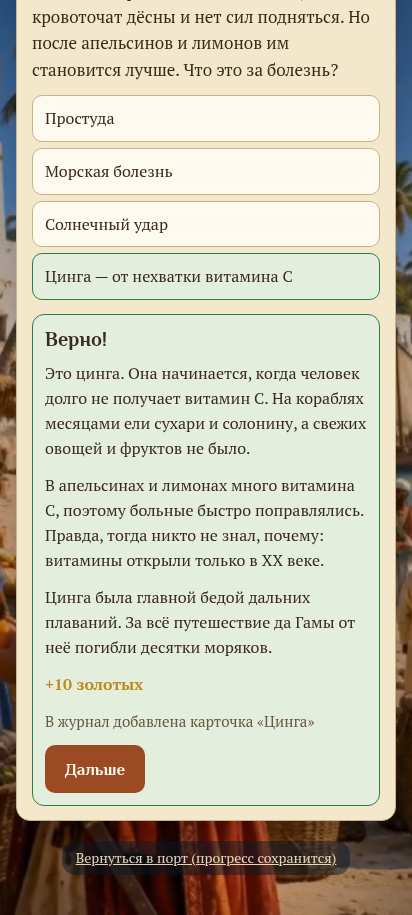 кровоточат дёсны и нет сил подняться. Но
после апельсинов и лимонов им
становится лучше. Что это за болезнь?
Простуда
Морская болезнь
Солнечный удар
Цинга — от нехватки витамина С
Верно!
Это цинга. Она начинается, когда человек
долго не получает витамин С. На кораблях
месяцами ели сухари и солонину, а свежих
овощей и фруктов не было.
В апельсинах и лимонах много витамина
С, поэтому больные быстро поправлялись.
Правда, тогда никто не знал, почему:
витамины открыли только в XX веке.
Цинга была главной бедой дальних
плаваний. За всё путешествие да Гамы от
неё погибли десятки моряков.
+10 золотых
В журнал добавлена карточка «Цинга»
Дальше
Вернуться в порт (прогресс сохранится)